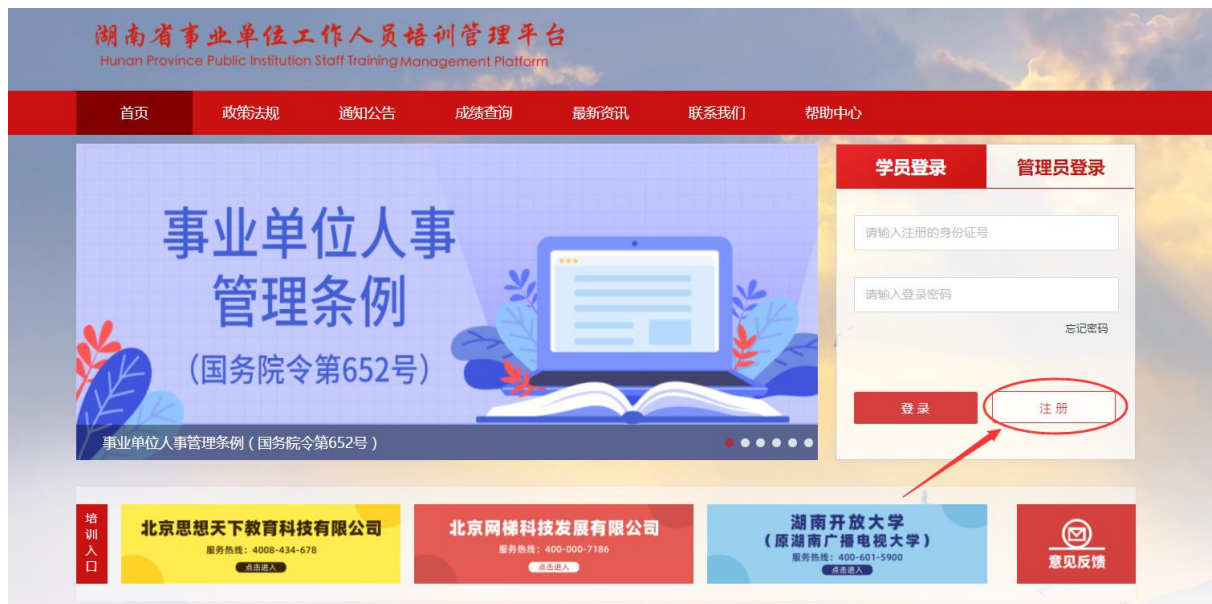 湖南省事业单位工作人员培训管理平台
Hunan Province Public Institution Staff Training Management Platform
首页 政策法规 通知公告 成绩查询 最新资讯 联系我们 帮助中心
事业单位人事
管理条例
（国务院令第652号）
事业单位人事管理条例（国务院令第652号）
学员登录 管理员登录
请输入注册的身份证号
请输入登录密码
忘记密码
登录 注册
培训入口
北京思想天下教育科技有限公司
服务热线：4008-434-678
点击进入
北京网梯科技发展有限公司
服务热线：400-000-7186
点击进入
湖南开放大学
（原湖南广播电视大学）
服务热线：400-601-5900
点击进入
意见反馈